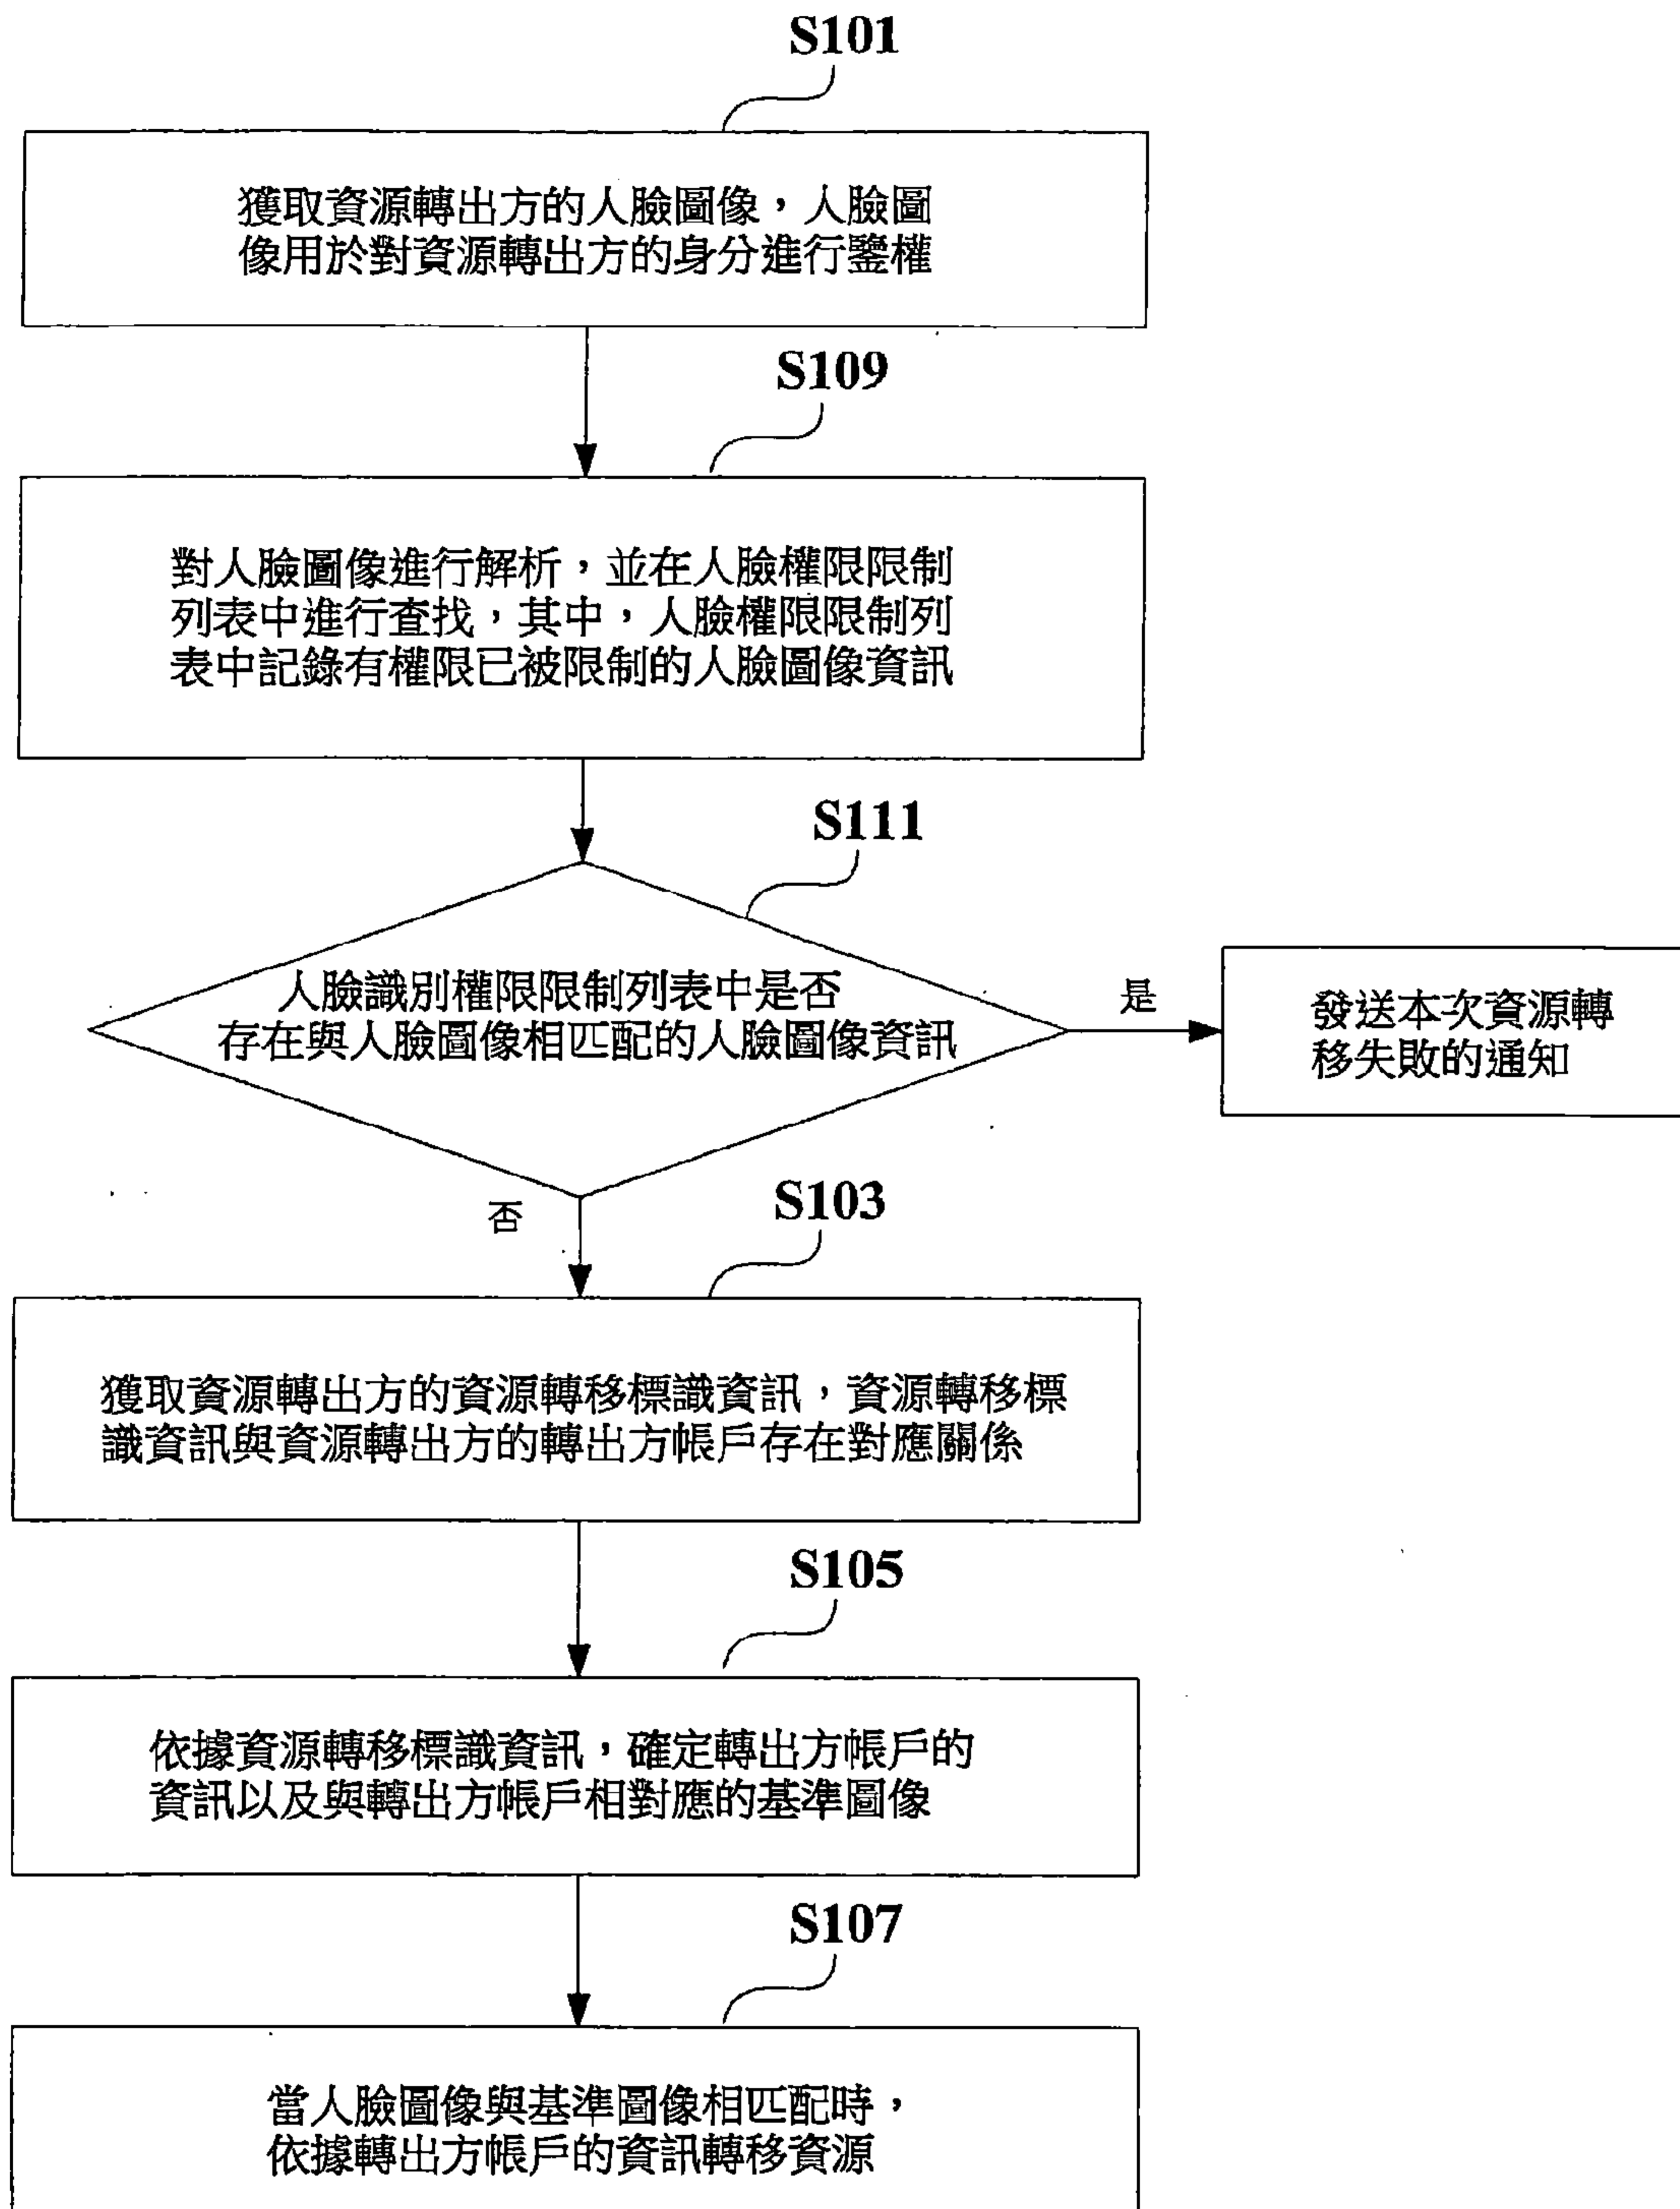 S101
獲取資源轉出方的人臉圖像，人臉圖
像用於對資源轉出方的身分進行鑒權
S109
對人臉圖像進行解析，並在人臉權限限制
列表中進行查找，其中，人臉權限限制列
表中記錄有權限已被限制的人臉圖像資訊
S111
人臉識別權限限制列表中是否
存在與人臉圖像相匹配的人臉圖像資訊
是
發送本次資源轉
移失敗的通知
否
S103
獲取資源轉出方的資源轉移標識資訊，資源轉移標
識資訊與資源轉出方的轉出方帳戶存在對應關係
S105
依據資源轉移標識資訊，確定轉出方帳戶的
資訊以及與轉出方帳戶相對應的基準圖像
S107
當人臉圖像與基準圖像相匹配時，
依據轉出方帳戶的資訊轉移資源